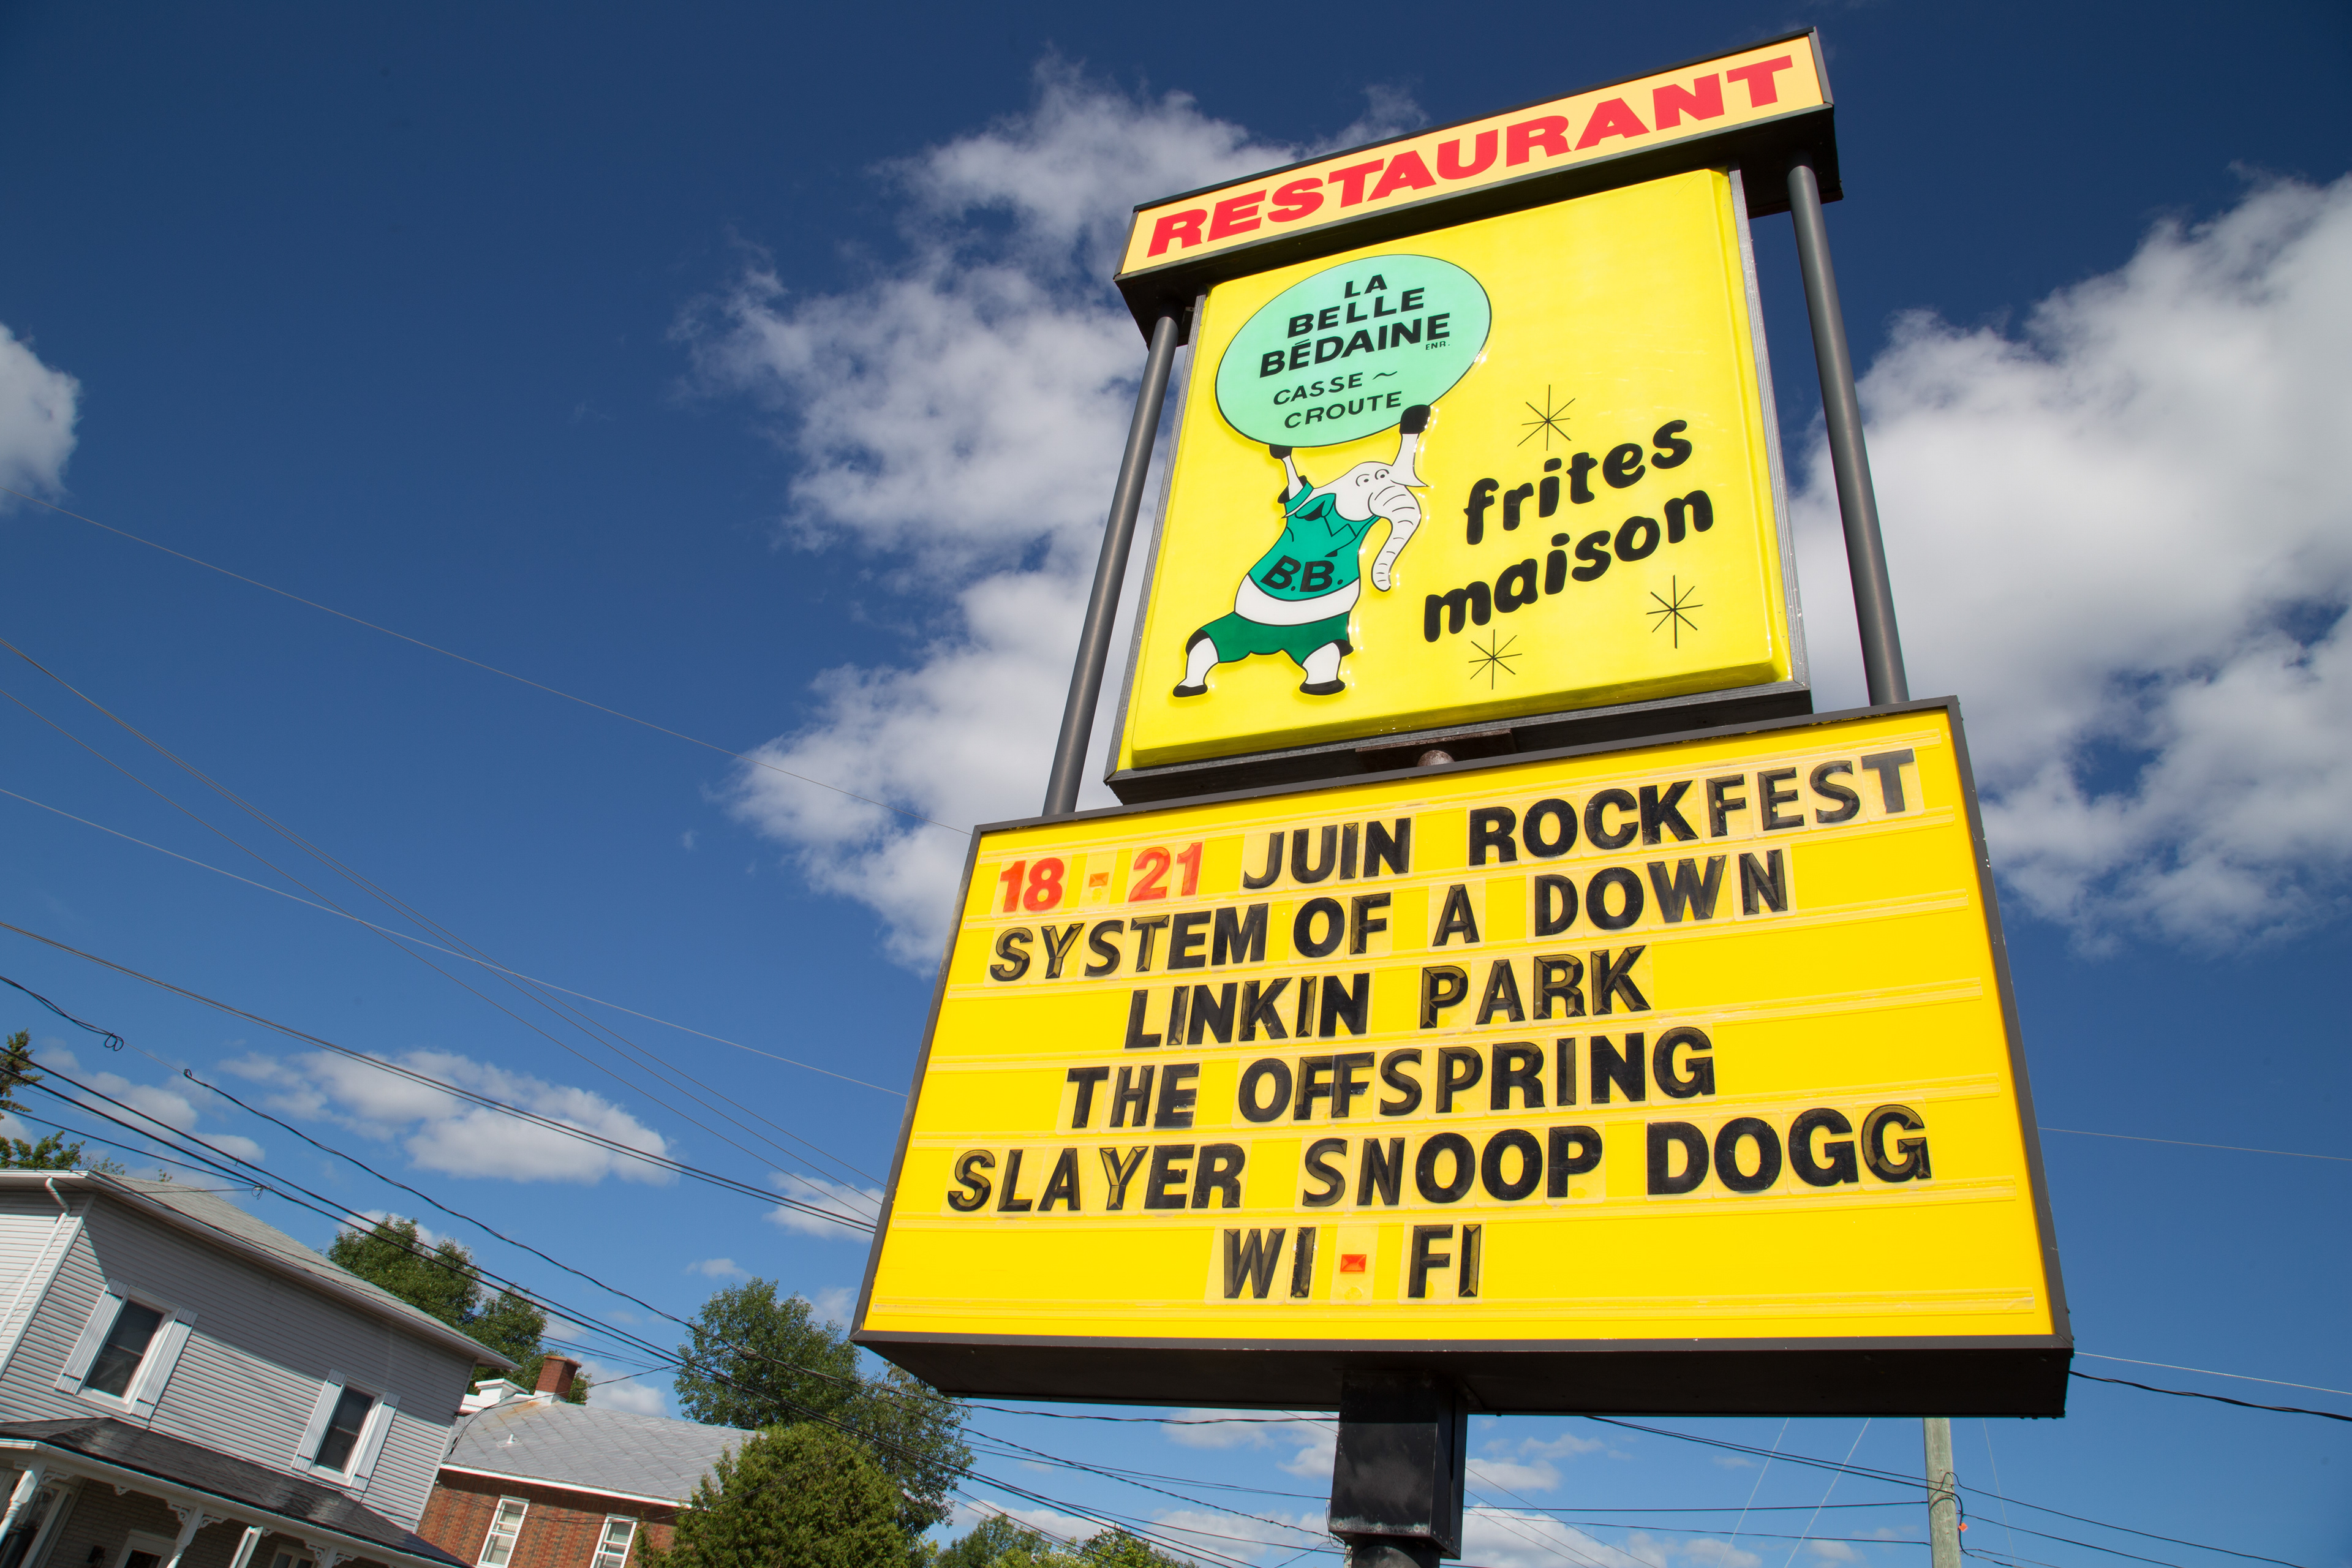 RESTAURANT
LA
BELLE
BÉDAINE
ENR.
CASSE ~
CROUTE
B.B.
frites
maison
18 - 21 JUIN ROCKFEST
SYSTEM OF A DOWN
LINKIN PARK
THE OFFSPRING
SLAYER SNOOP DOGG
WI - FI